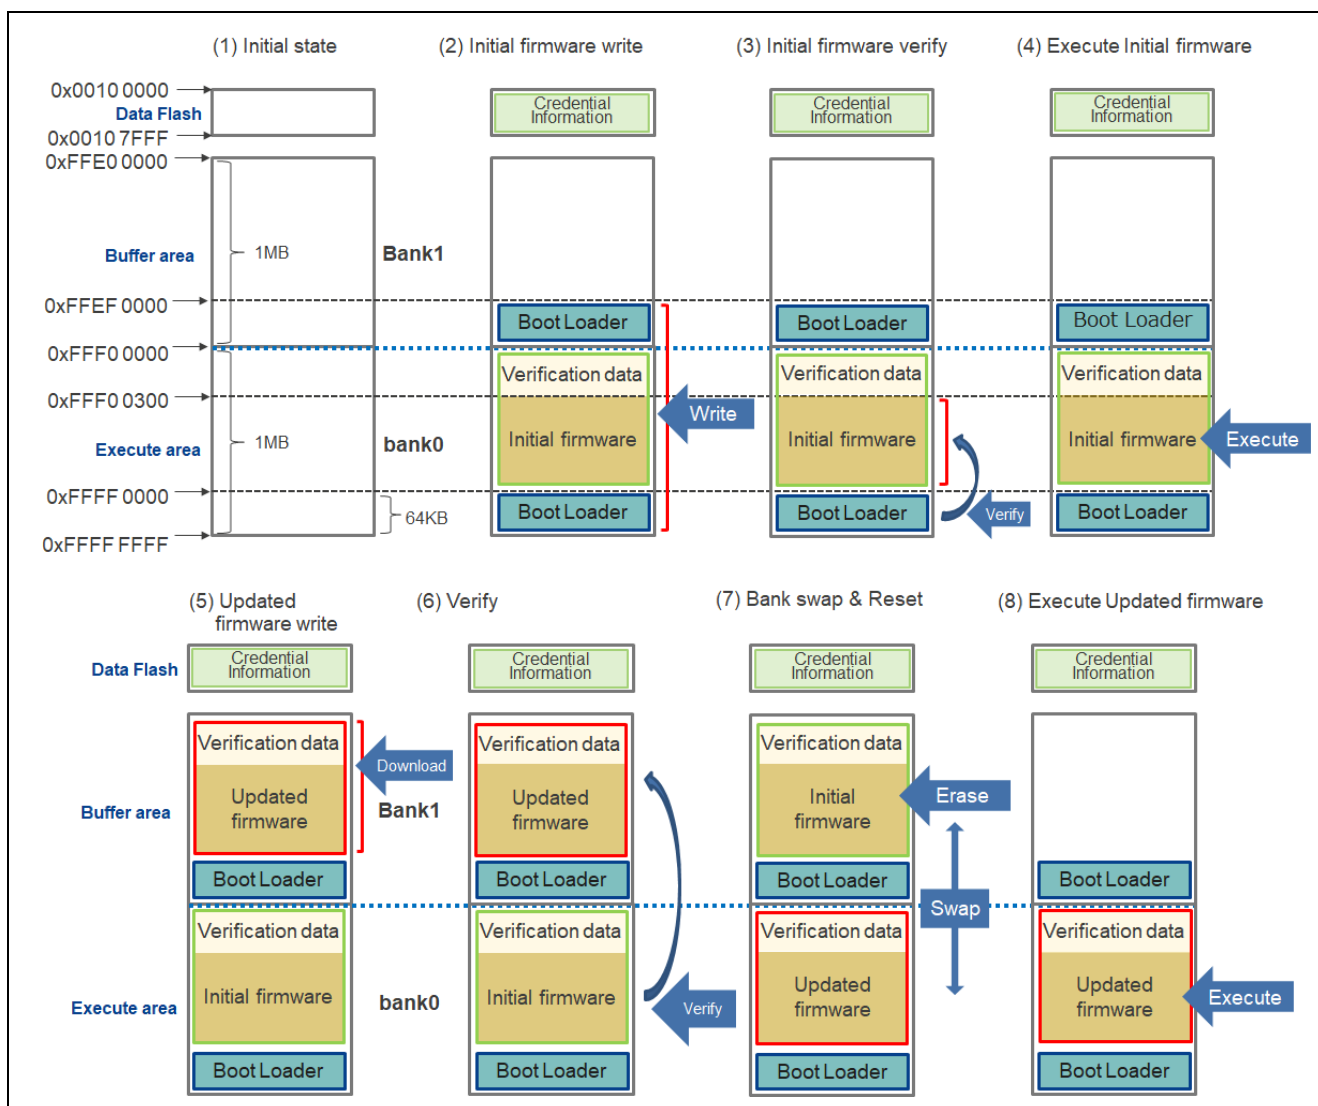 (1) Initial state
(2) Initial firmware write
(3) Initial firmware verify
(4) Execute Initial firmware
0x0010 0000
Data Flash
0x0010 7FFF
0xFFE0 0000
Credential
Information
Credential
Information
Credential
Information
1MB
Buffer area
Bank1
0xFFEF 0000
Boot Loader
Boot Loader
Boot Loader
0xFFF0 0000
Verification data
Verification data
Verification data
0xFFF0 0300
Write
1MB
Execute area
bank0
Initial firmware
Initial firmware
Initial firmware
Execute
0xFFFF 0000
64KB
Boot Loader
Boot Loader
Verify
Boot Loader
0xFFFF FFFF
(5) Updated
firmware write
(6) Verify
(7) Bank swap & Reset
(8) Execute Updated firmware
Data Flash
Credential
Information
Credential
Information
Credential
Information
Credential
Information
Verification data
Download
Verification data
Verification data
Buffer area
Updated
firmware
Bank1
Updated
firmware
Initial
firmware
Erase
Boot Loader
Boot Loader
Boot Loader
Boot Loader
Swap
Verification data
Verification data
Verification data
Verification data
Execute area
Initial firmware
bank0
Initial firmware
Verify
Updated
firmware
Updated
firmware
Execute
Boot Loader
Boot Loader
Boot Loader
Boot Loader